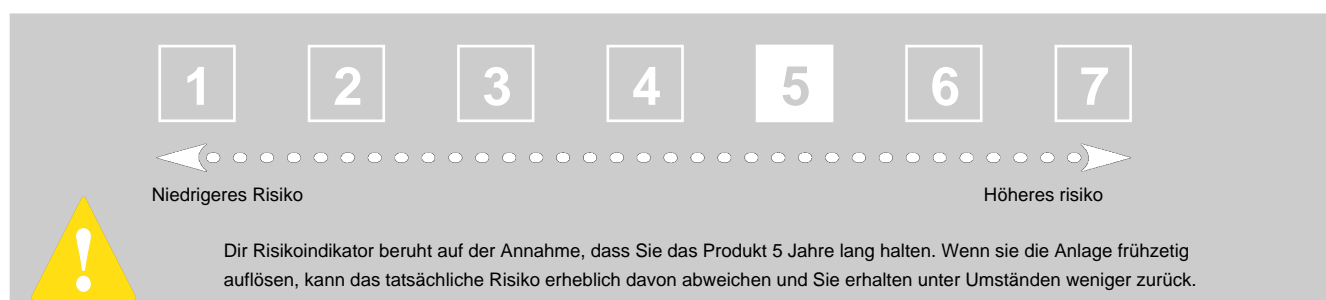 1 2 3 4 5 6 7
Niedrigeres Risiko Höheres risiko
!
Dir Risikoindikator beruht auf der Annahme, dass Sie das Produkt 5 Jahre lang halten. Wenn sie die Anlage frühzetig
auflösen, kann das tatsächliche Risiko erheblich davon abweichen und Sie erhalten unter Umständen weniger zurück.